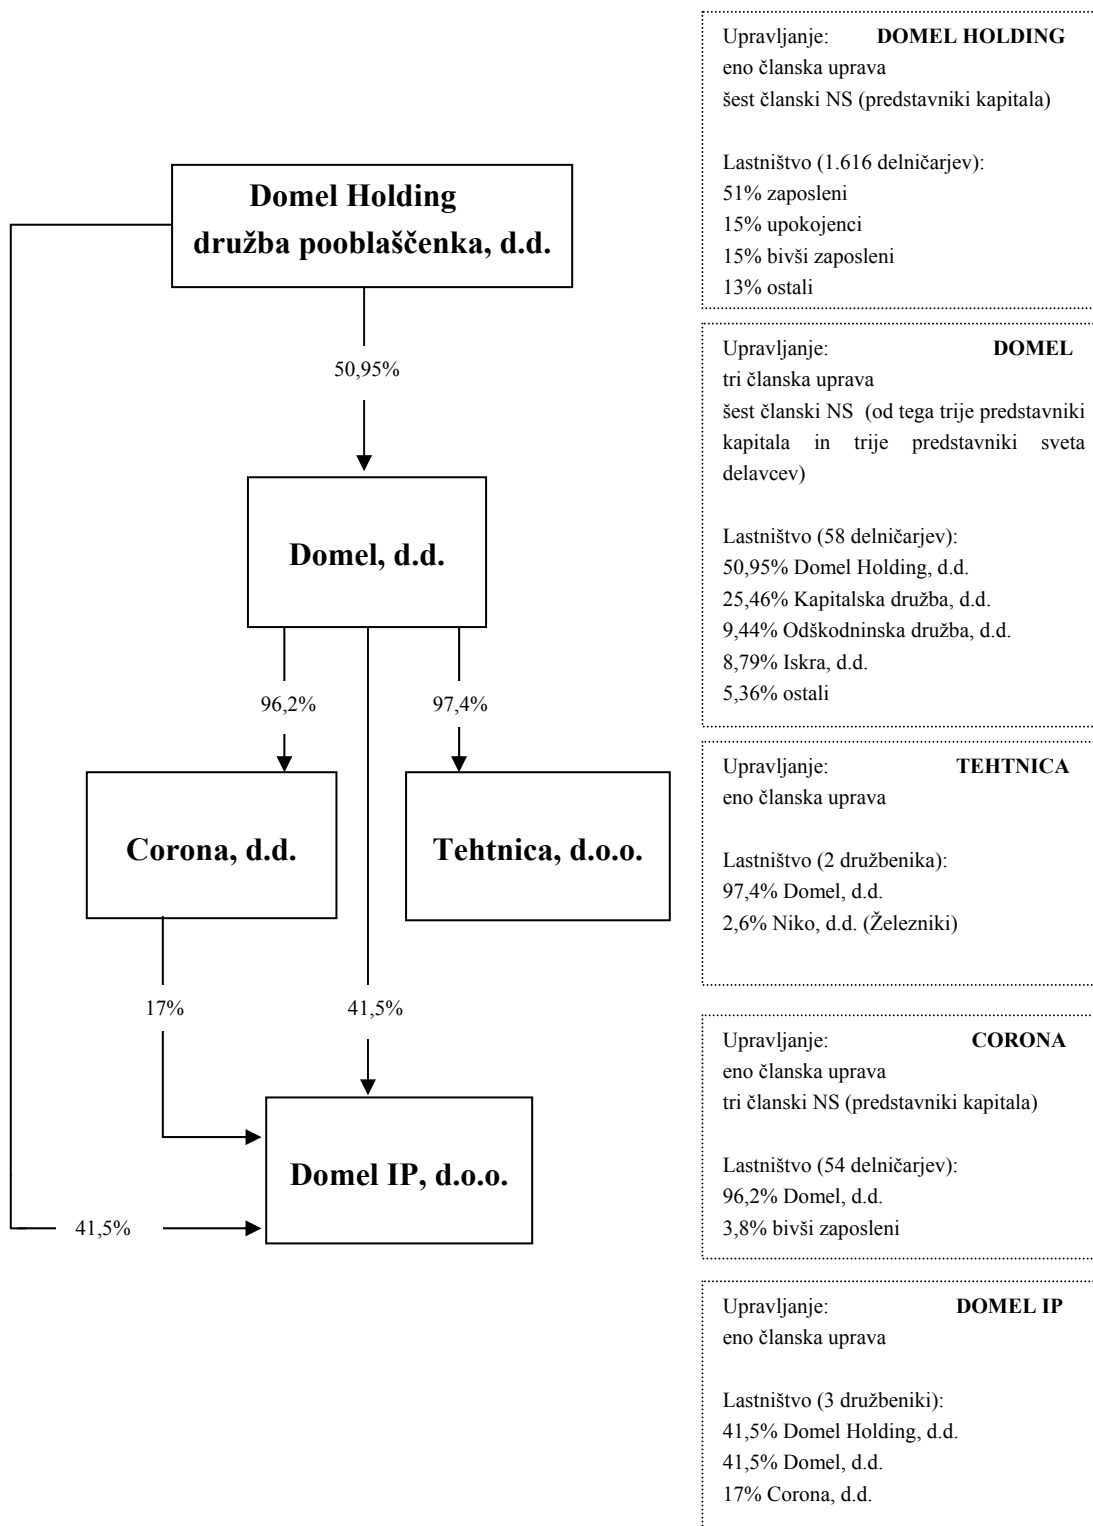 Domel Holding
družba pooblaščenka, d.d.
50,95%
Domel, d.d.
96,2%
97,4%
Corona, d.d.
Tehtnica, d.o.o.
17%
41,5%
Domel IP, d.o.o.
41,5%
Upravljanje: DOMEL HOLDING
eno članska uprava
šest članski NS (predstavniki kapitala)
Lastništvo (1.616 delničarjev):
51% zaposleni
15% upokojenci
15% bivši zaposleni
13% ostali
Upravljanje: DOMEL
tri članska uprava
šest članski NS (od tega trije predstavniki
kapitala in trije predstavniki sveta
delavcev)
Lastništvo (58 delničarjev):
50,95% Domel Holding, d.d.
25,46% Kapitalska družba, d.d.
9,44% Odškodninska družba, d.d.
8,79% Iskra, d.d.
5,36% ostali
Upravljanje: TEHTNICA
eno članska uprava
Lastništvo (2 družbenika):
97,4% Domel, d.d.
2,6% Niko, d.d. (Železniki)
Upravljanje: CORONA
eno članska uprava
tri članski NS (predstavniki kapitala)
Lastništvo (54 delničarjev):
96,2% Domel, d.d.
3,8% bivši zaposleni
Upravljanje: DOMEL IP
eno članska uprava
Lastništvo (3 družbeniki):
41,5% Domel Holding, d.d.
41,5% Domel, d.d.
17% Corona, d.d.